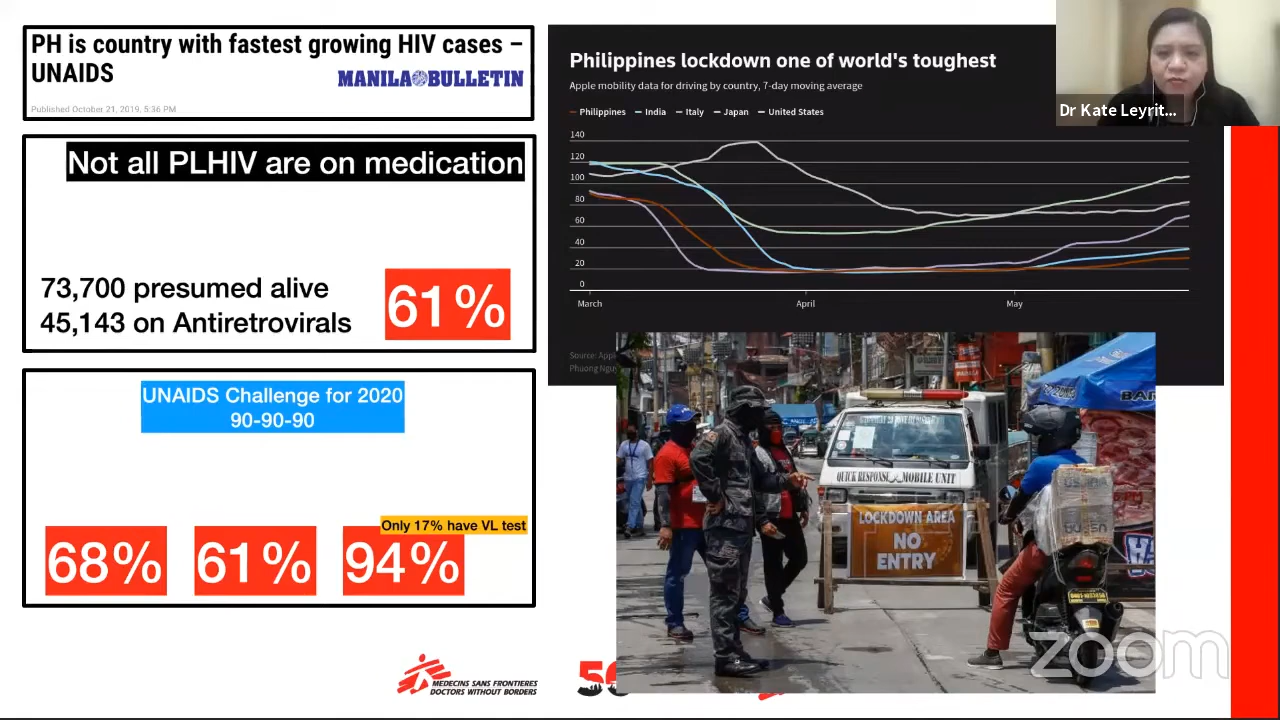 PH is country with fastest growing HIV cases –
UNAIDS
MANILA BULLETIN
Published October 21, 2019, 5:36 PM
Not all PLHIV are on medication
73,700 presumed alive
45,143 on Antiretrovirals
61%
UNAIDS Challenge for 2020
90-90-90
Only 17% have VL test
68% 61% 94%
Philippines lockdown one of world's toughest
Apple mobility data for driving by country, 7-day moving average
Philippines India Italy Japan United States
140
120
100
80
60
40
20
0
March April May
Source:
Dr Kate Leyrit...
QUICK RESPONSE MOBILE UNIT
LOCKDOWN AREA
NO
ENTRY
MEDECINS SANS FRONTIERES
DOCTORS WITHOUT BORDERS
zoom